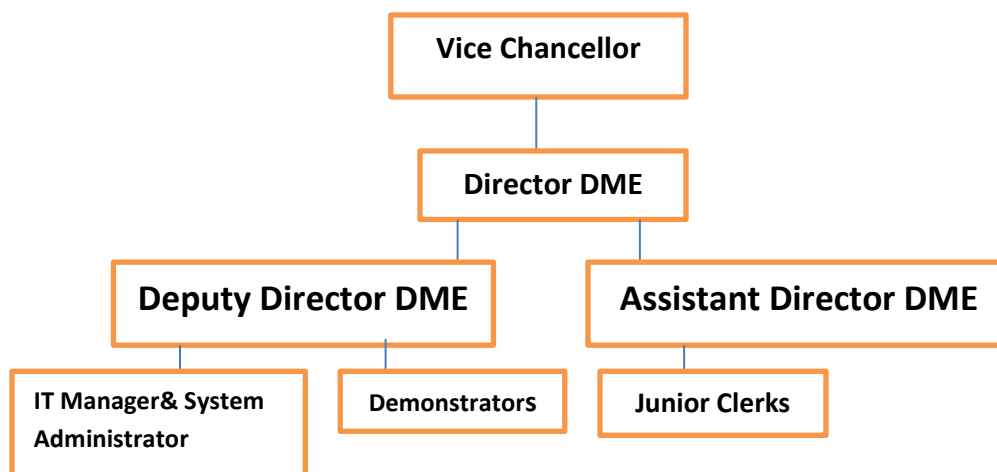 Vice Chancellor
Director DME
Deputy Director DME
Assistant Director DME
IT Manager& System
Administrator
Demonstrators
Junior Clerks